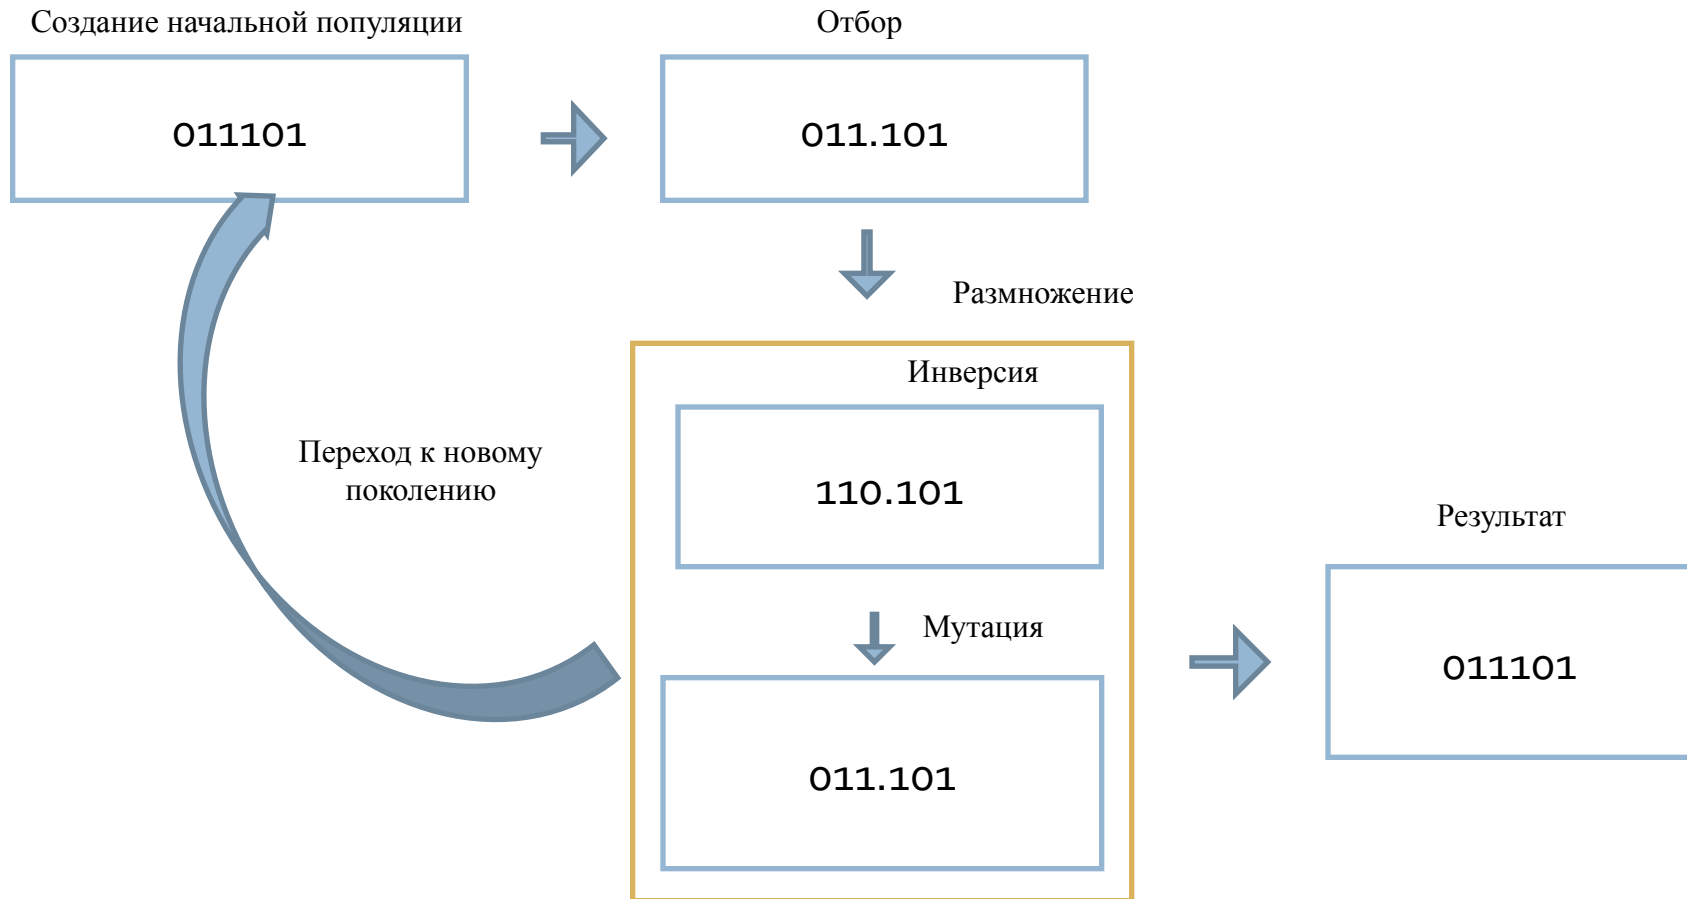 Создание начальной популяции
Отбор
011101
011.101
Размножение
Инверсия
110.101
Переход к новому
поколению
Мутация
011.101
Результат
011101